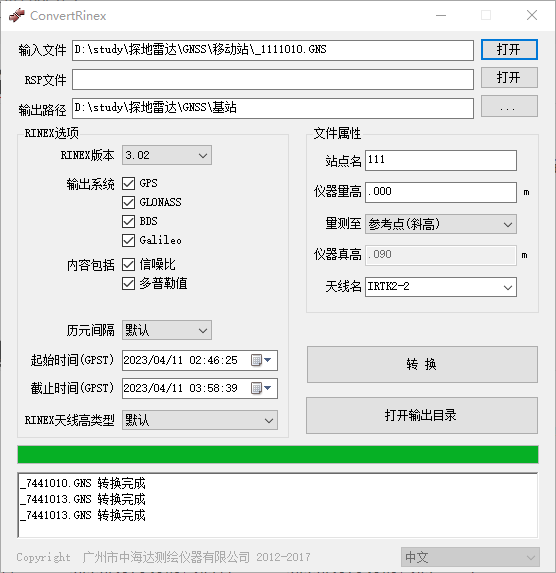 ConvertRinex
输入文件 D:\study\探地雷达\GNSS\移动站\_1111010.GNS 打开
RSP文件 打开
输出路径 D:\study\探地雷达\GNSS\基站 ...
RINEX选项
RINEX版本 3.02
输出系统 GPS
GLONASS
BDS
Galileo
内容包括 信噪比
多普勒值
历元间隔 默认
起始时间(GPST) 2023/04/11 02:46:25
截止时间(GPST) 2023/04/11 03:58:39
RINEX天线高类型 默认
文件属性
站点名 111
仪器量高 .000 m
量测至 参考点(斜高)
仪器真高 .090 m
天线名 IRTK2-2
转 换
打开输出目录
_7441010.GNS 转换完成
_7441013.GNS 转换完成
_7441013.GNS 转换完成
Copyright 广州市中海达测绘仪器有限公司 2012-2017 中文